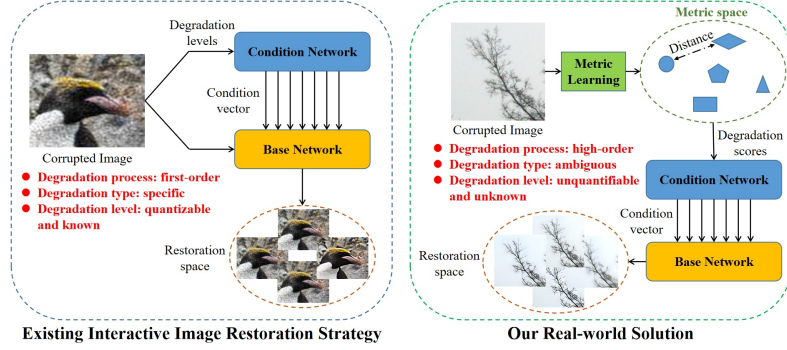 Degradation
levels
Condition Network
Condition
vector
Base Network
Corrupted Image
● Degradation process: first-order
● Degradation type: specific
● Degradation level: quantizable
and known
Restoration
space
Existing Interactive Image Restoration Strategy
Metric space
Distance
Metric
Learning
Corrupted Image
● Degradation process: high-order
● Degradation type: ambiguous
● Degradation level: unquantifiable
and unknown
Degradation
scores
Condition Network
Condition
vector
Base Network
Restoration
space
Our Real-world Solution